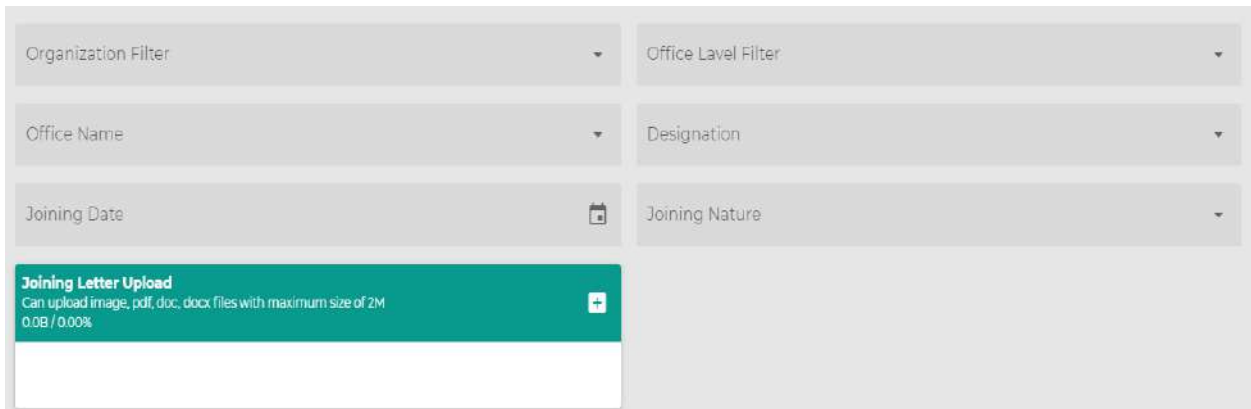 Organization Filter
Office Lavel Filter
Office Name
Designation
Joining Date
Joining Nature
Joining Letter Upload
Can upload image, pdf, doc, docx files with maximum size of 2M
0.0B / 0.00%